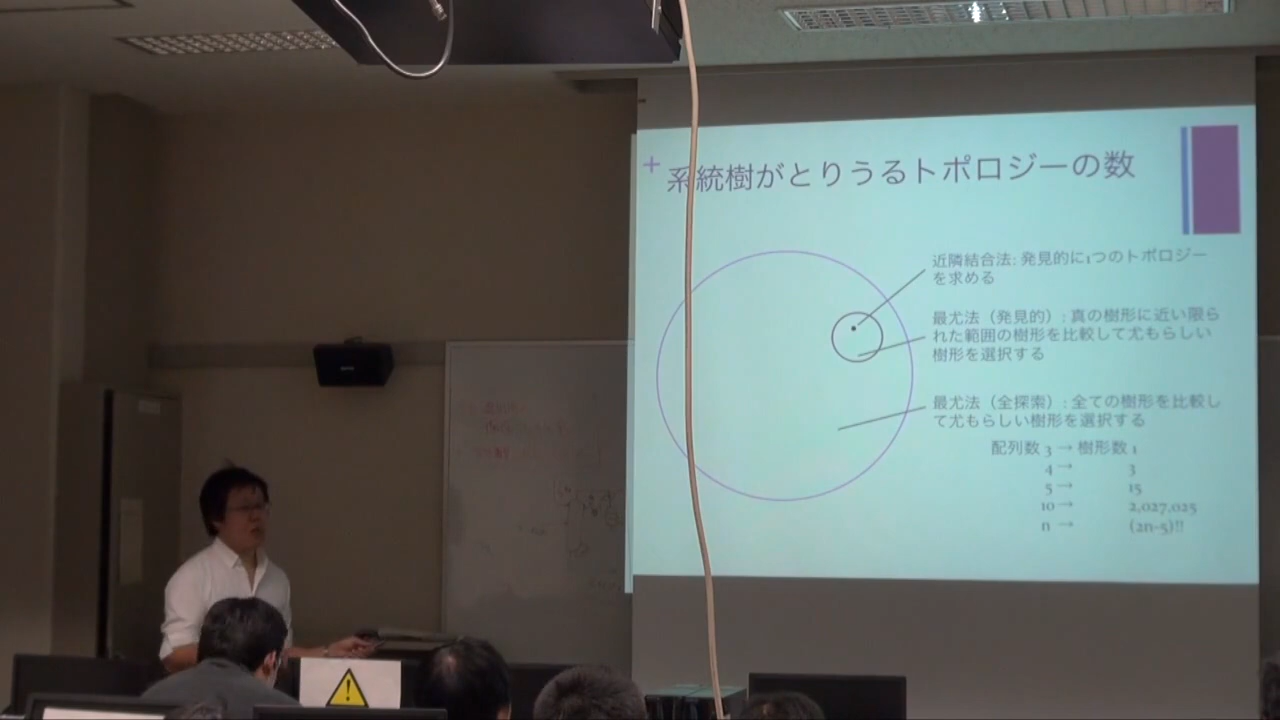 + 系統樹がとりうるトポロジーの数
近隣結合法: 発見的に1つのトポロジー
を求める
最尤法（発見的）: 真の樹形に近い限ら
れた範囲の樹形を比較して尤もらしい
樹形を選択する
最尤法（全探索）: 全ての樹形を比較し
て尤もらしい樹形を選択する
配列数 3 → 樹形数 1
4 → 3
5 → 15
10 → 2,027,025
n → (2n-5)!!